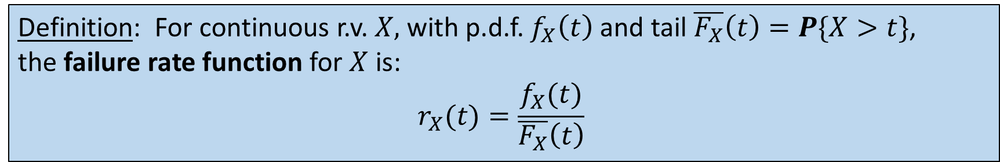 Definition: For continuous r.v. X, with p.d.f. f_X(t) and tail \overline{F_X}(t) = P{X > t},
the failure rate function for X is:
r_X(t) = \frac{f_X(t)}{\overline{F_X}(t)}